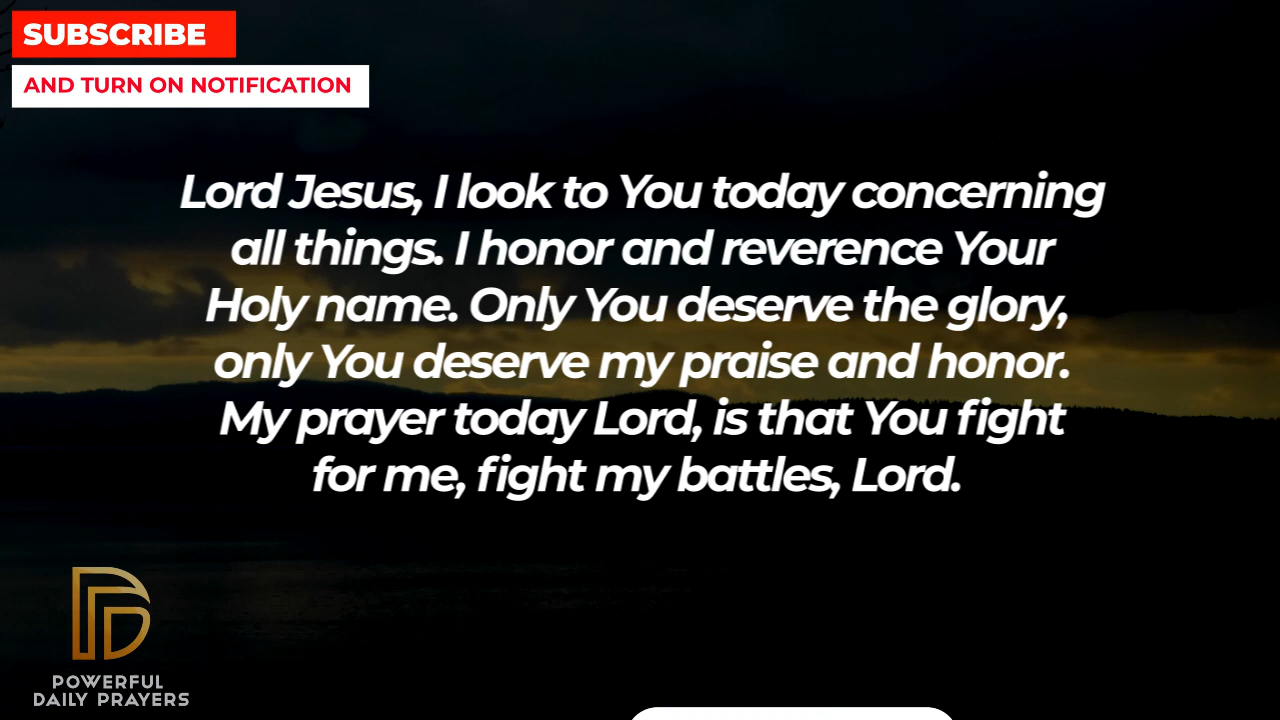 SUBSCRIBE
AND TURN ON NOTIFICATION
Lord Jesus, I look to You today concerning
all things. I honor and reverence Your
Holy name. Only You deserve the glory,
only You deserve my praise and honor.
My prayer today Lord, is that You fight
for me, fight my battles, Lord.
POWERFUL
DAILY PRAYERS